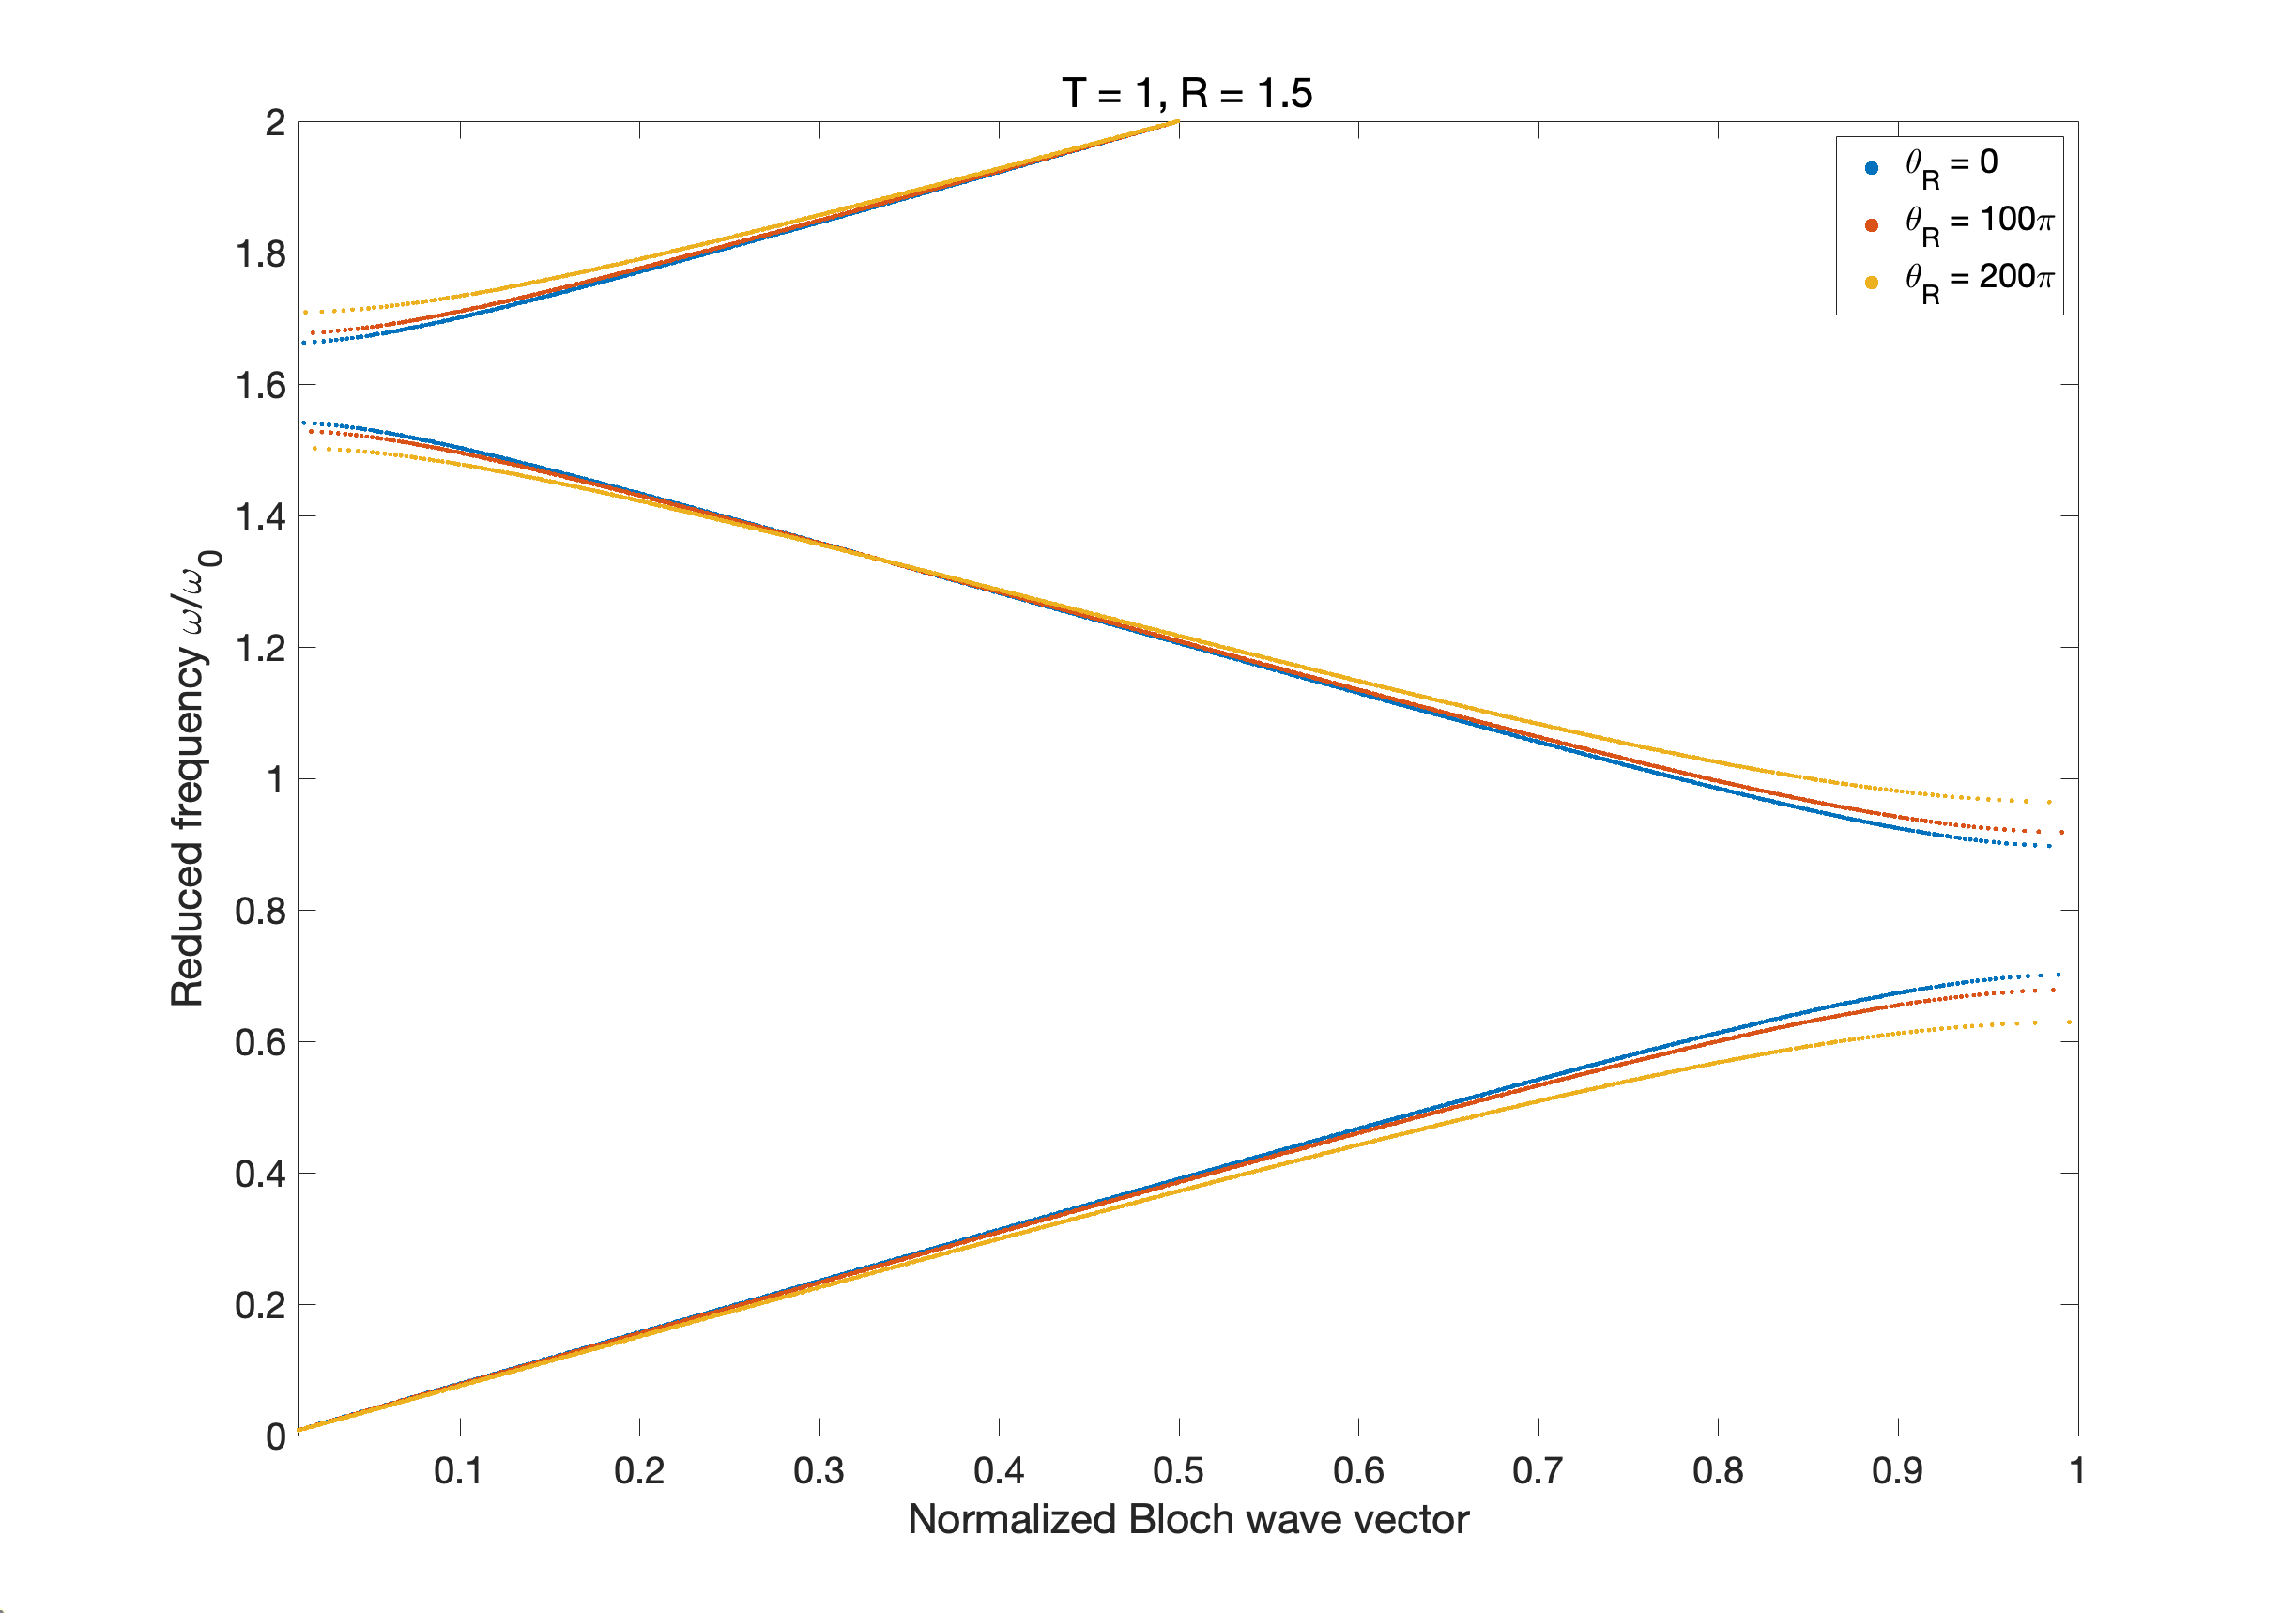 T = 1, R = 1.5
θR = 0
θR = 100π
θR = 200π
Reduced frequency ω/ω0
2
1.8
1.6
1.4
1.2
1
0.8
0.6
0.4
0.2
0
0.1 0.2 0.3 0.4 0.5 0.6 0.7 0.8 0.9 1
Normalized Bloch wave vector